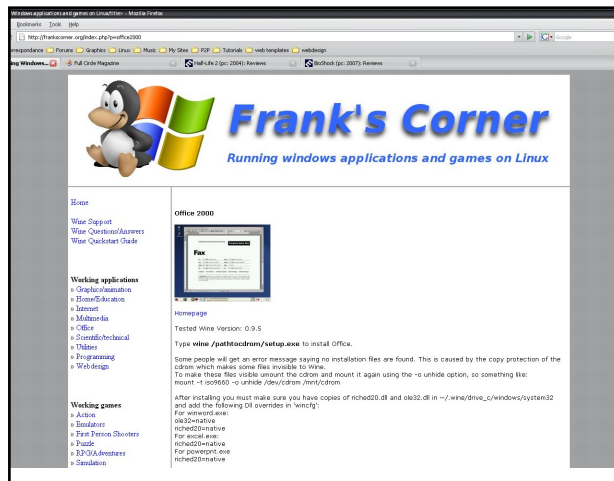 Windows applications and games on Linux/title> - Mozilla Firefox
Bookmarks Tools Help
http://frankscorner.org/index.php?p=office2000
Google
Forums Graphics Linux Music My Sites P2P Tutorials web templates webdesign
ing Windows...
Full Circle Magazine
Half-Life 2 (pc: 2004): Reviews
BioShock (pc: 2007): Reviews
Frank's Corner
Running windows applications and games on Linux
Home
Wine Support
Wine Questions/Answers
Wine Quickstart Guide
Working applications
» Graphics/animation
» Home/Education
» Internet
» Multimedia
» Office
» Scientific/technical
» Utilities
» Programming
» Webdesign
Working games
» Action
» Emulators
» First Person Shooters
» Puzzle
» RPG/Adventures
» Simulation
Office 2000
Fax
Homepage
Tested Wine Version: 0.9.5
Type wine /pathtocdrom/setup.exe to install Office.
Some people will get an error message saying no installation files are found. This is caused by the copy protection of the
cdrom which makes some files invisible to Wine.
To make these files visible umount the cdrom and mount it again using the -o unhide option, so something like:
mount -t iso9660 -o unhide /dev/cdrom /mnt/cdrom
After installing you must make sure you have copies of riched20.dll and ole32.dll in ~/.wine/drive_c/windows/system32
and add the following Dll overrides in 'wincfg':
For winword.exe:
ole32=native
riched20=native
For excel.exe:
riched20=native
For powerpnt.exe
riched20=native